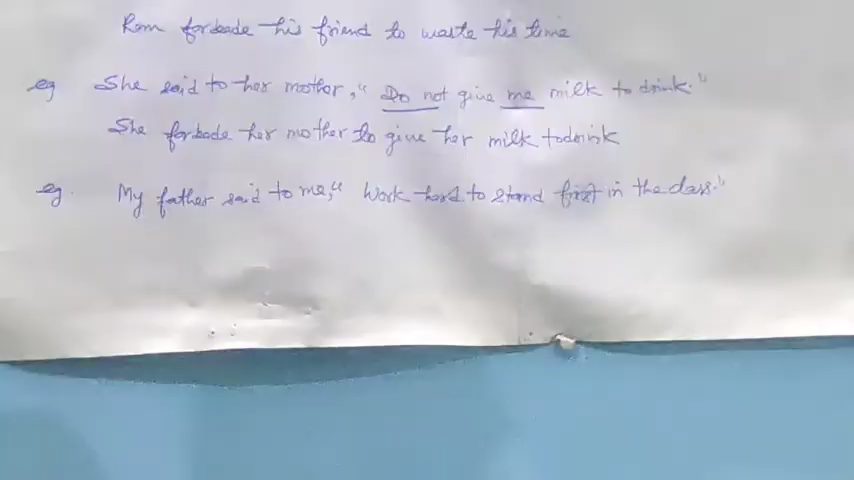 Ram forbade his friend to waste his time
eg She said to her mother, "Do not give me milk to drink."
She forbade her mother to give her milk to drink
eg. My father said to me, "Work hard to stand first in the class."